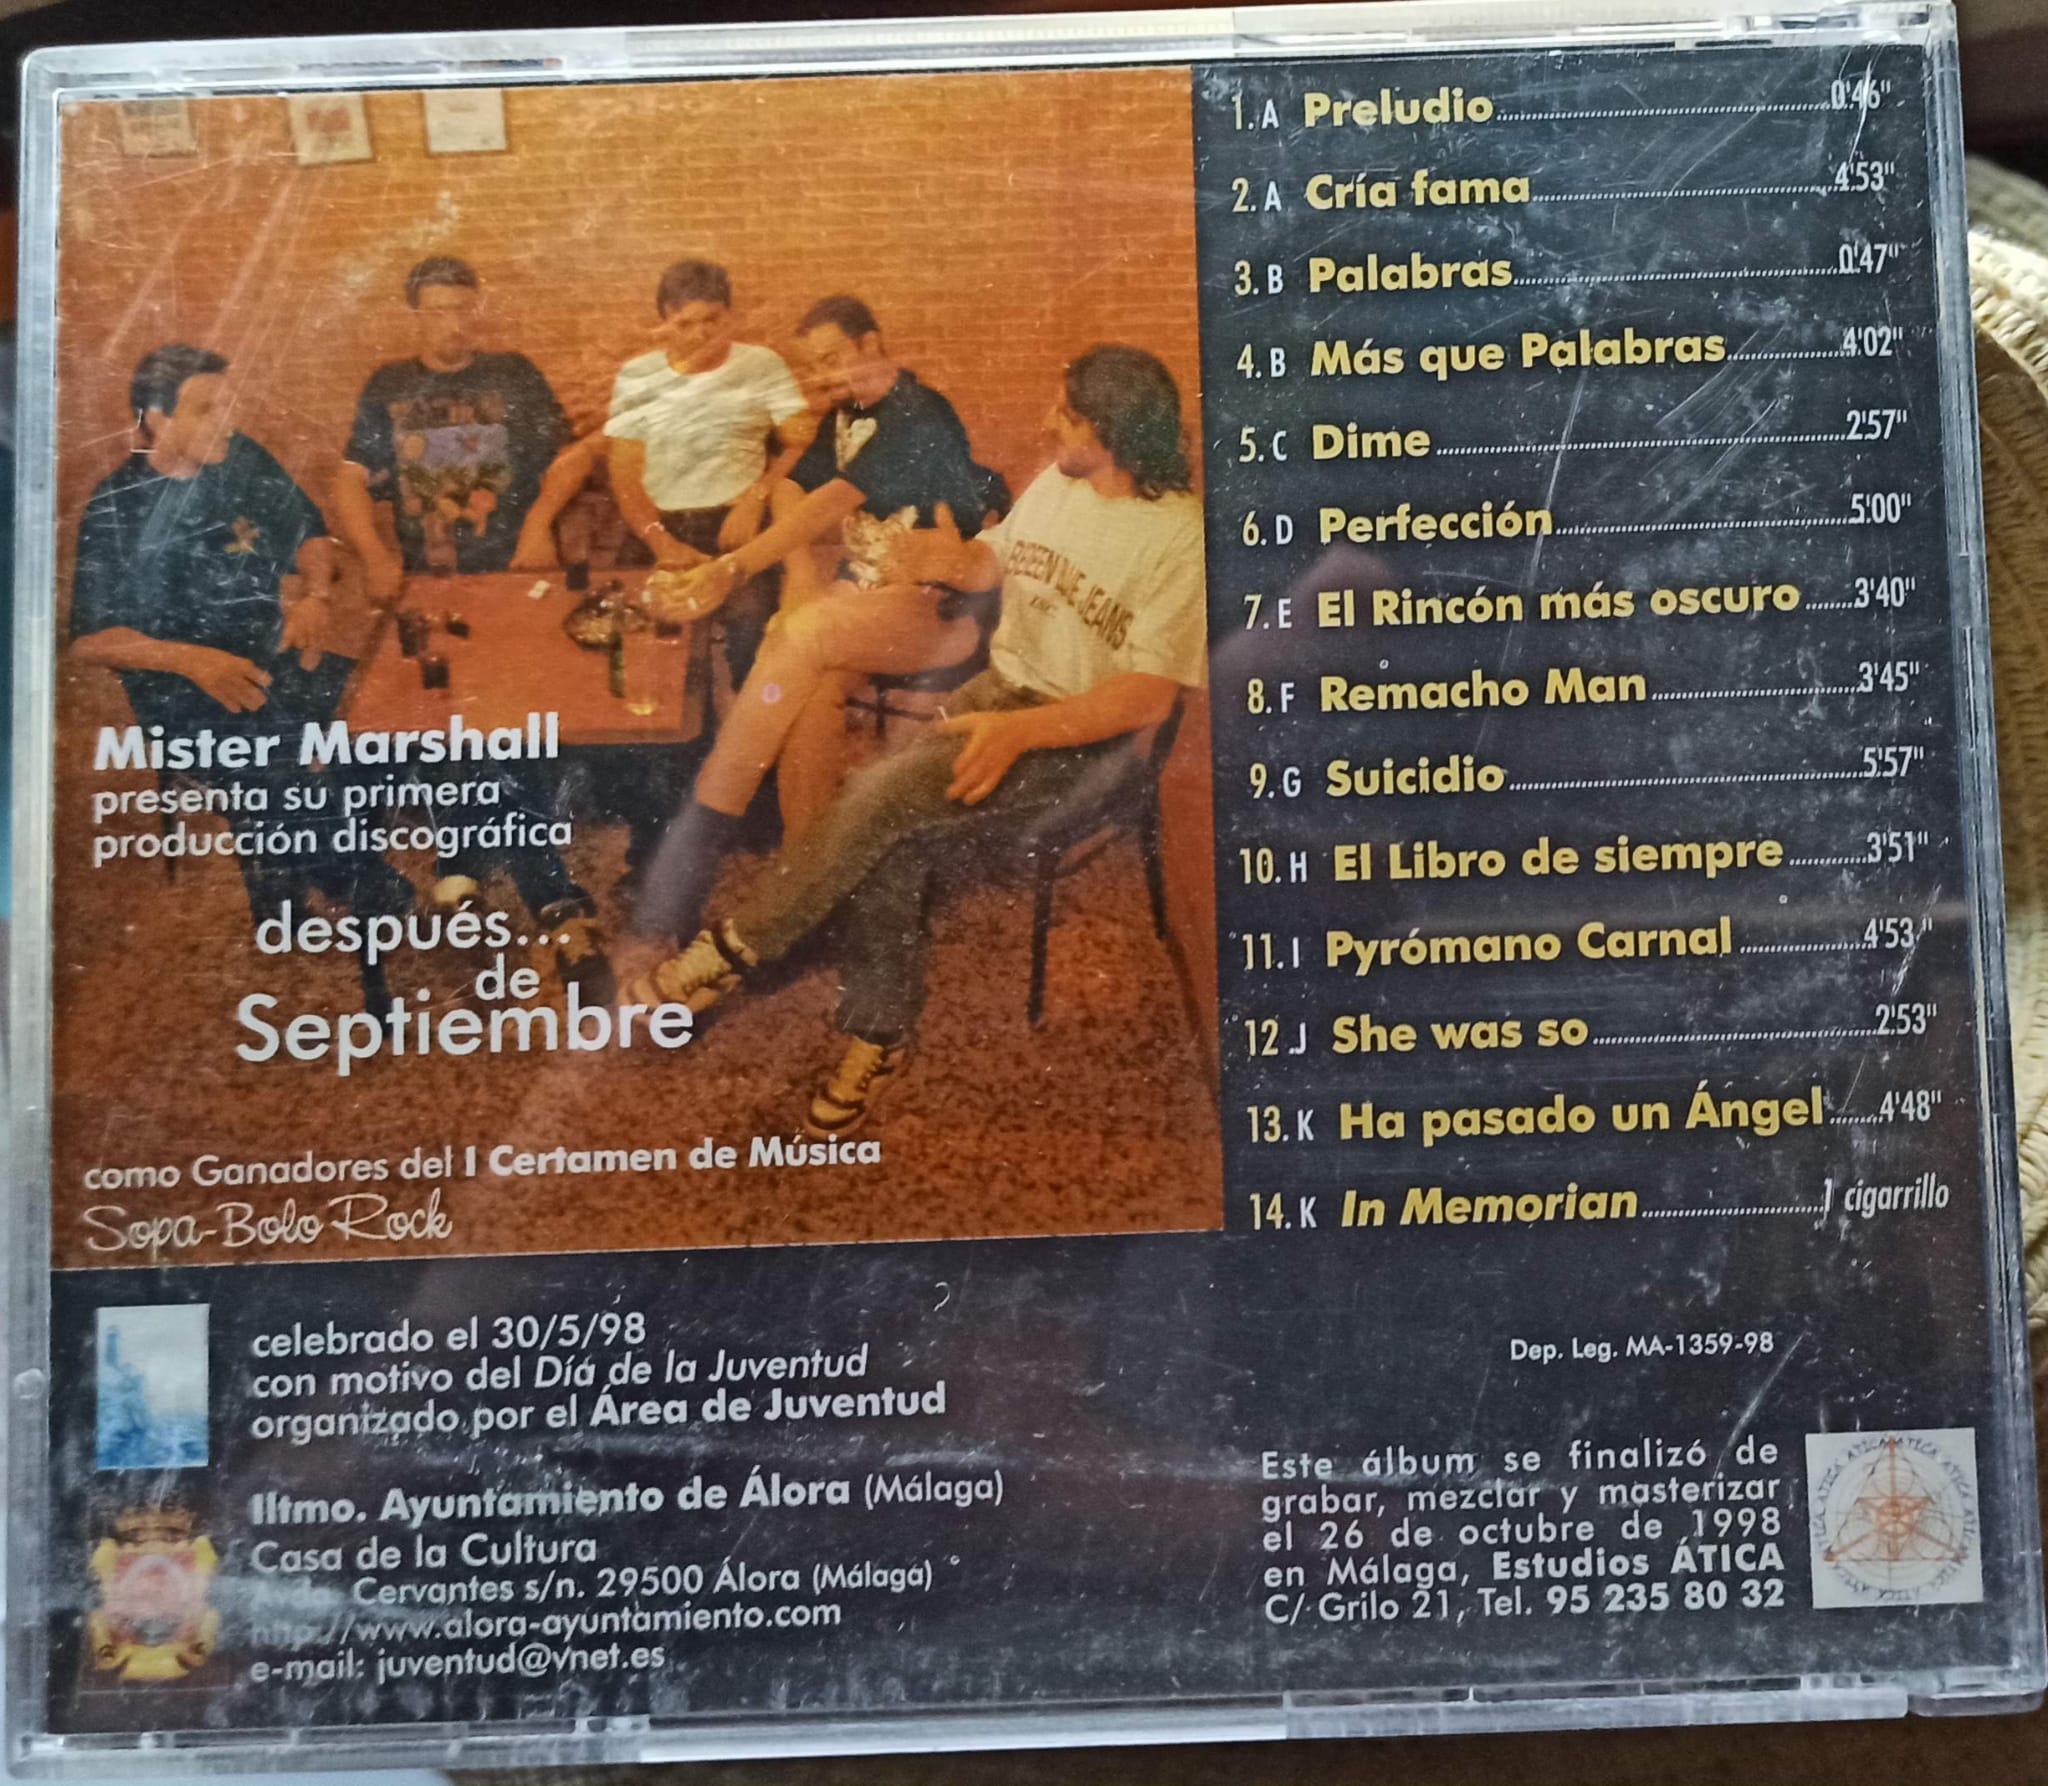 1. A Preludio 0'46"
2. A Cría fama 4'53"
3. B Palabras 0'47"
4. B Más que Palabras 4'02"
5. C Dime 2'57"
6. D Perfección 5'00"
7. E El Rincón más oscuro 3'40"
8. F Remacho Man 3'45"
9. G Suicidio 5'57"
10. H El Libro de siempre 3'51"
11. I Pyrómano Carnal 4'53"
12. J She was so 2'53"
13. K Ha pasado un Ángel 4'48"
14. K In Memorian 1 cigarrillo
JEANS
Mister Marshall
presenta su primera
producción discográfica
después...
de
Septiembre
como Ganadores del I Certamen de Música
Sopa-Bolo Rock
celebrado el 30/5/98
con motivo del Día de la Juventud
organizado por el Área de Juventud
Iltmo. Ayuntamiento de Álora (Málaga)
Casa de la Cultura
Cervantes s/n. 29500 Álora (Málaga)
http://www.alora-ayuntamiento.com
e-mail: juventud@vnet.es
Dep. Leg. MA-1359-98
Este álbum se finalizó de
grabar, mezclar y masterizar
el 26 de octubre de 1998
en Málaga, Estudios ÁTICA
C/ Grilo 21, Tel. 95 235 80 32
ATICA ATICA